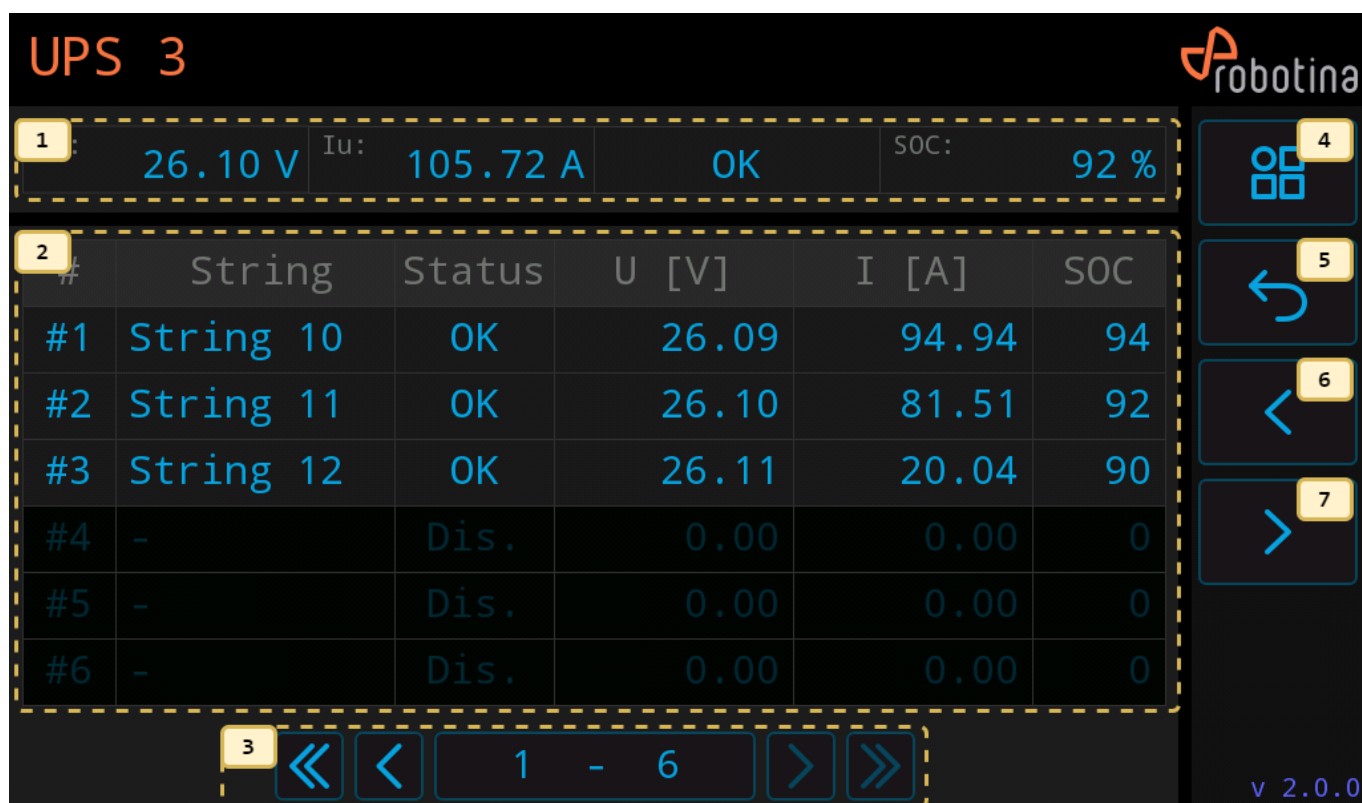 UPS 3
robotina
1 : 26.10 V Iu: 105.72 A OK SOC: 92 % 4
2 # String Status U [V] I [A] SOC 5
#1 String 10 OK 26.09 94.94 94
#2 String 11 OK 26.10 81.51 92 6
#3 String 12 OK 26.11 20.04 90 7
#4 - Dis. 0.00 0.00 0
#5 - Dis. 0.00 0.00 0
#6 - Dis. 0.00 0.00 0
3 1 - 6
v 2.0.0